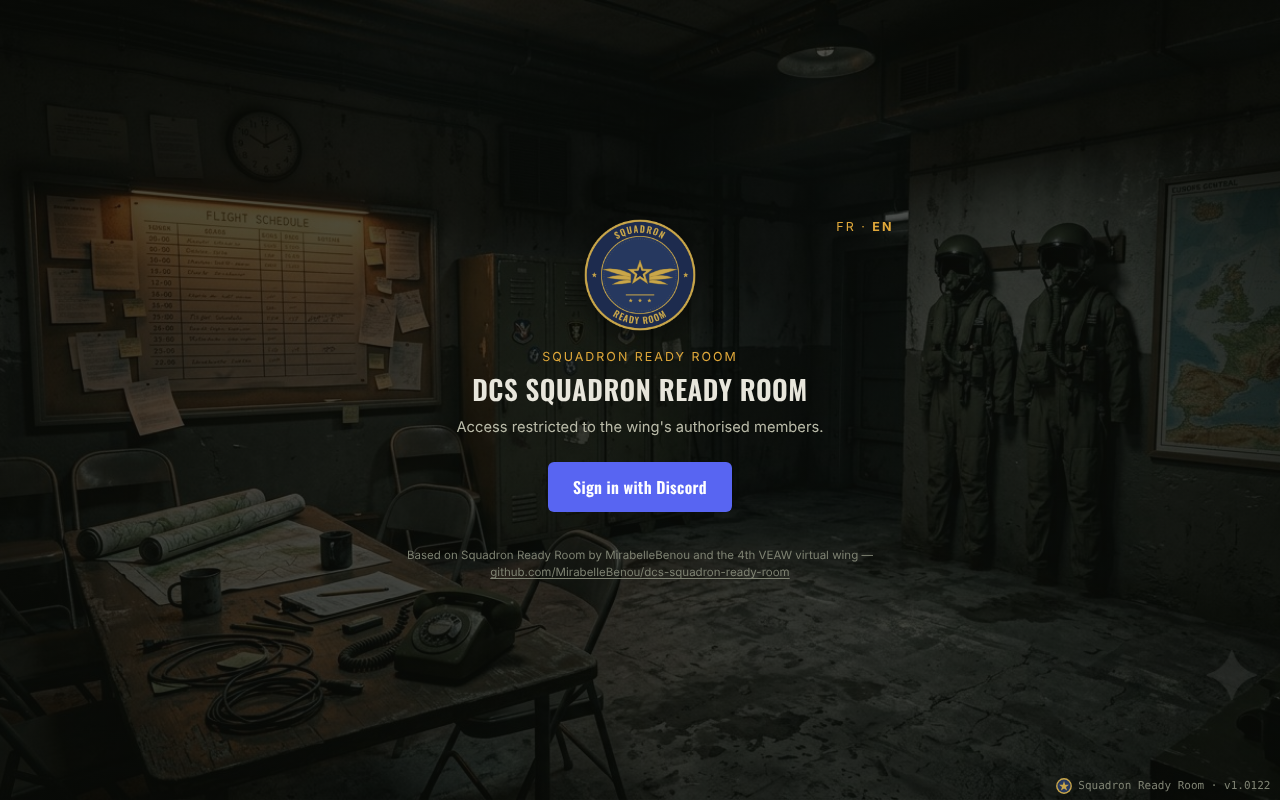 FLIGHT SCHEDULE
EUROPE CENTRAL
FR · EN
SQUADRON
READY ROOM
SQUADRON READY ROOM
DCS SQUADRON READY ROOM
Access restricted to the wing's authorised members.
Sign in with Discord
Based on Squadron Ready Room by MirabelleBenou and the 4th VEAW virtual wing —
github.com/MirabelleBenou/dcs-squadron-ready-room
Squadron Ready Room · v1.0122